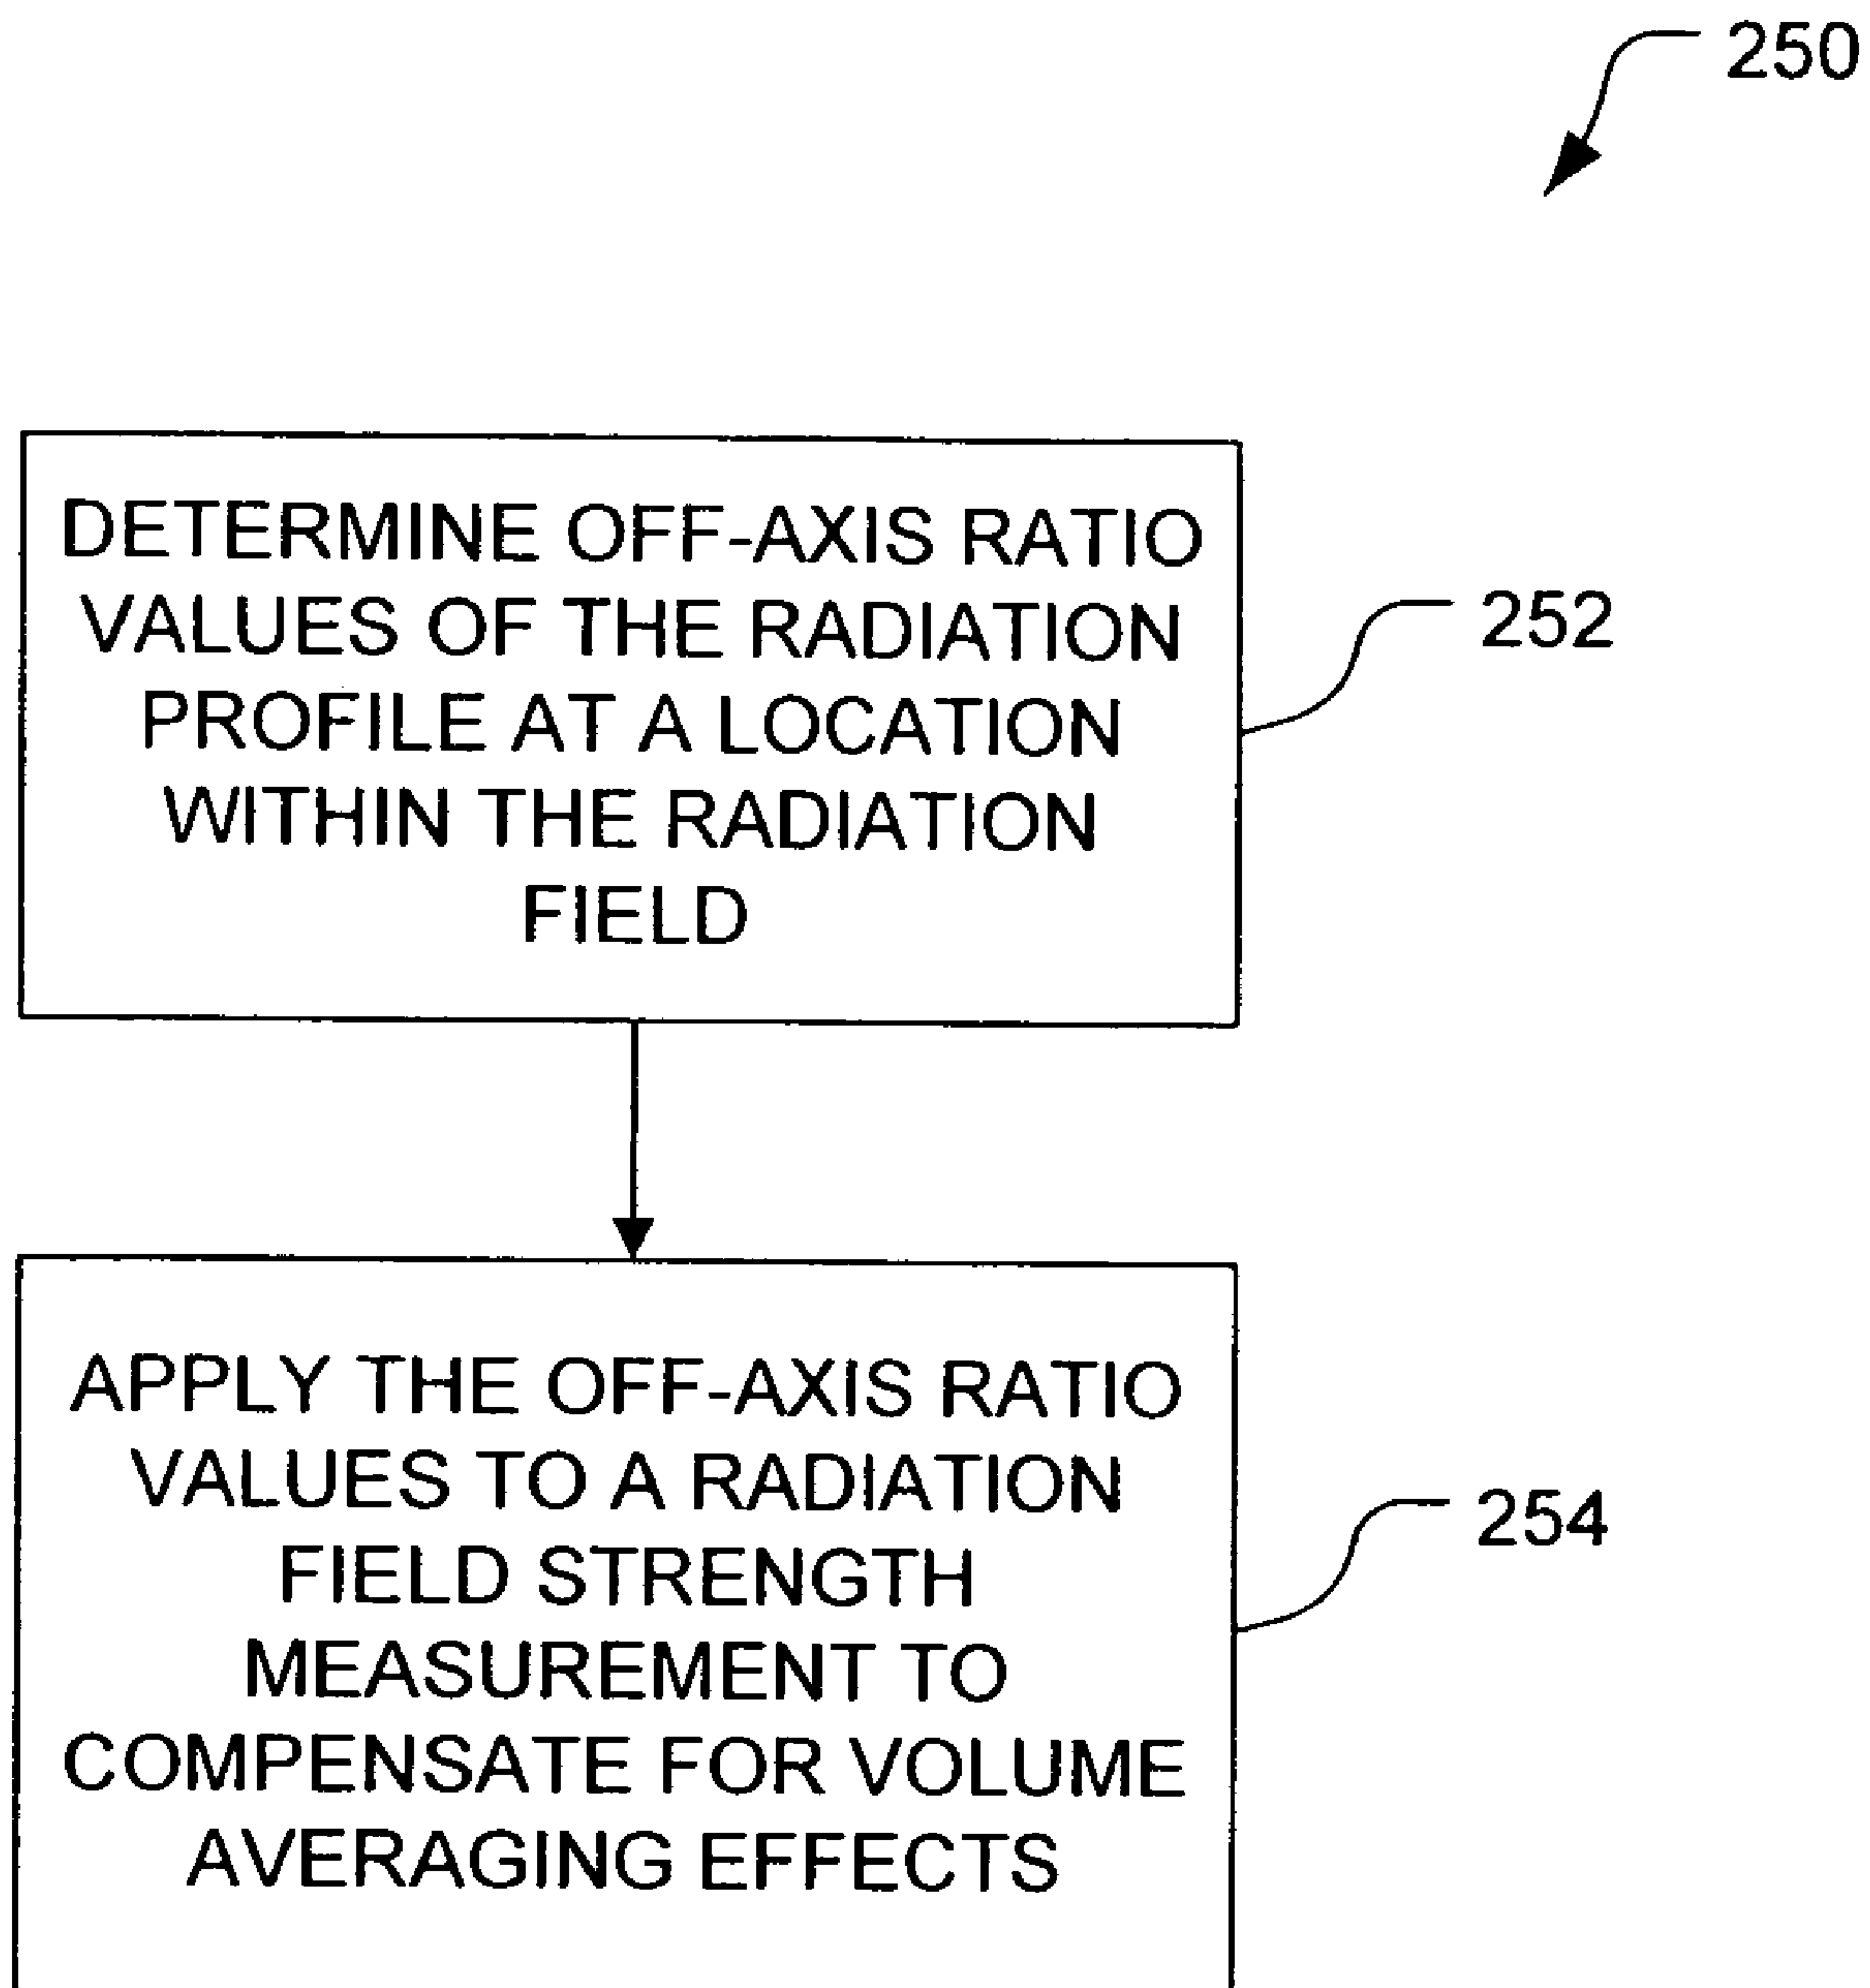 250
DETERMINE OFF-AXIS RATIO
VALUES OF THE RADIATION
PROFILE AT A LOCATION
WITHIN THE RADIATION
FIELD
252
APPLY THE OFF-AXIS RATIO
VALUES TO A RADIATION
FIELD STRENGTH
MEASUREMENT TO
COMPENSATE FOR VOLUME
AVERAGING EFFECTS
254